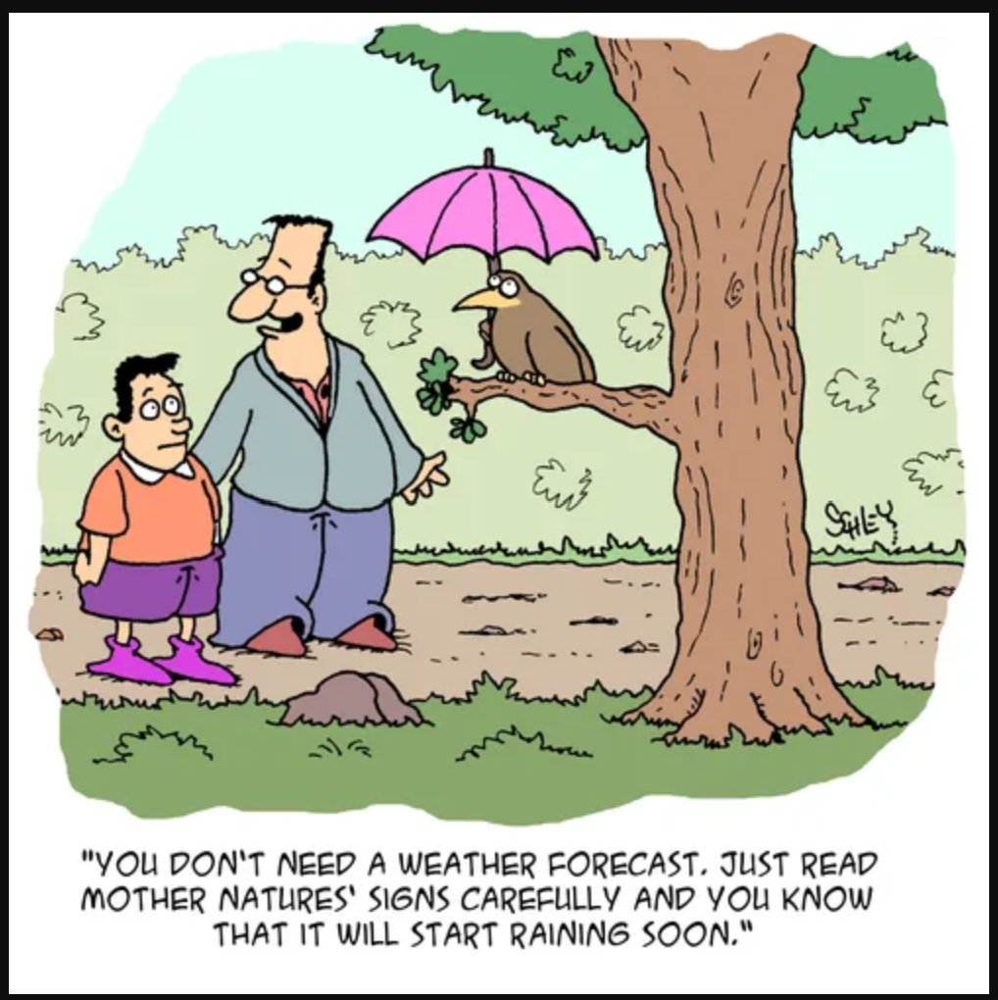 SCHLEY
"YOU DON'T NEED A WEATHER FORECAST. JUST READ
MOTHER NATURES' SIGNS CAREFULLY AND YOU KNOW
THAT IT WILL START RAINING SOON."